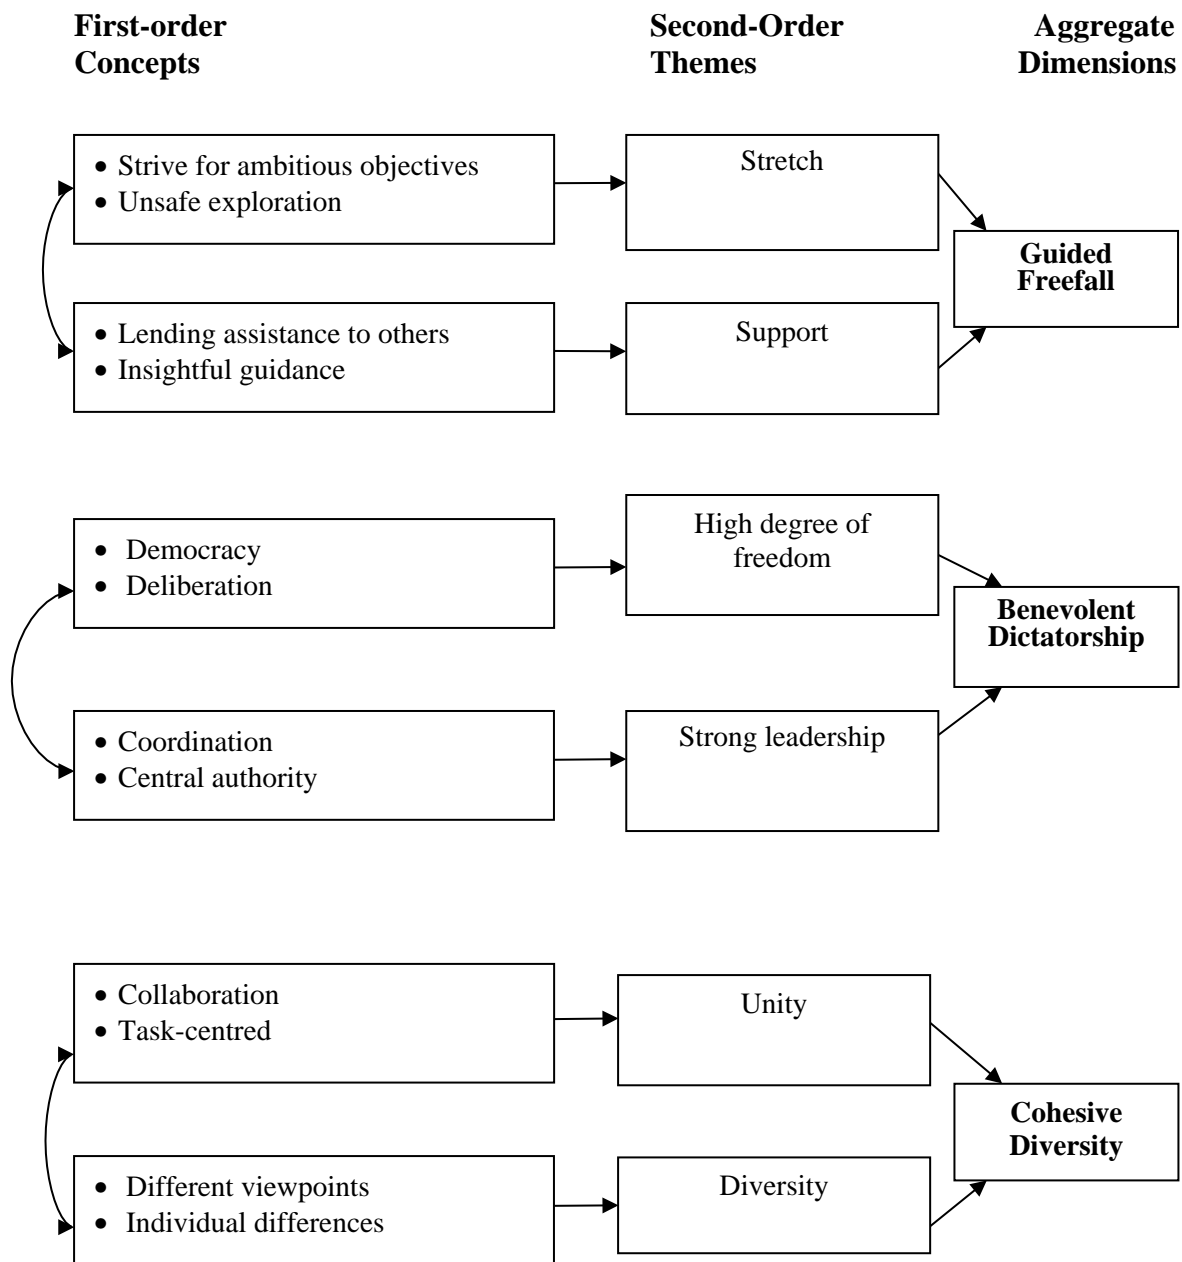 First-order
Concepts
Second-Order
Themes
Aggregate
Dimensions
• Strive for ambitious objectives
• Unsafe exploration
Stretch
Guided
Freefall
• Lending assistance to others
• Insightful guidance
Support
• Democracy
• Deliberation
High degree of
freedom
Benevolent
Dictatorship
• Coordination
• Central authority
Strong leadership
• Collaboration
• Task-centred
Unity
Cohesive
Diversity
• Different viewpoints
• Individual differences
Diversity